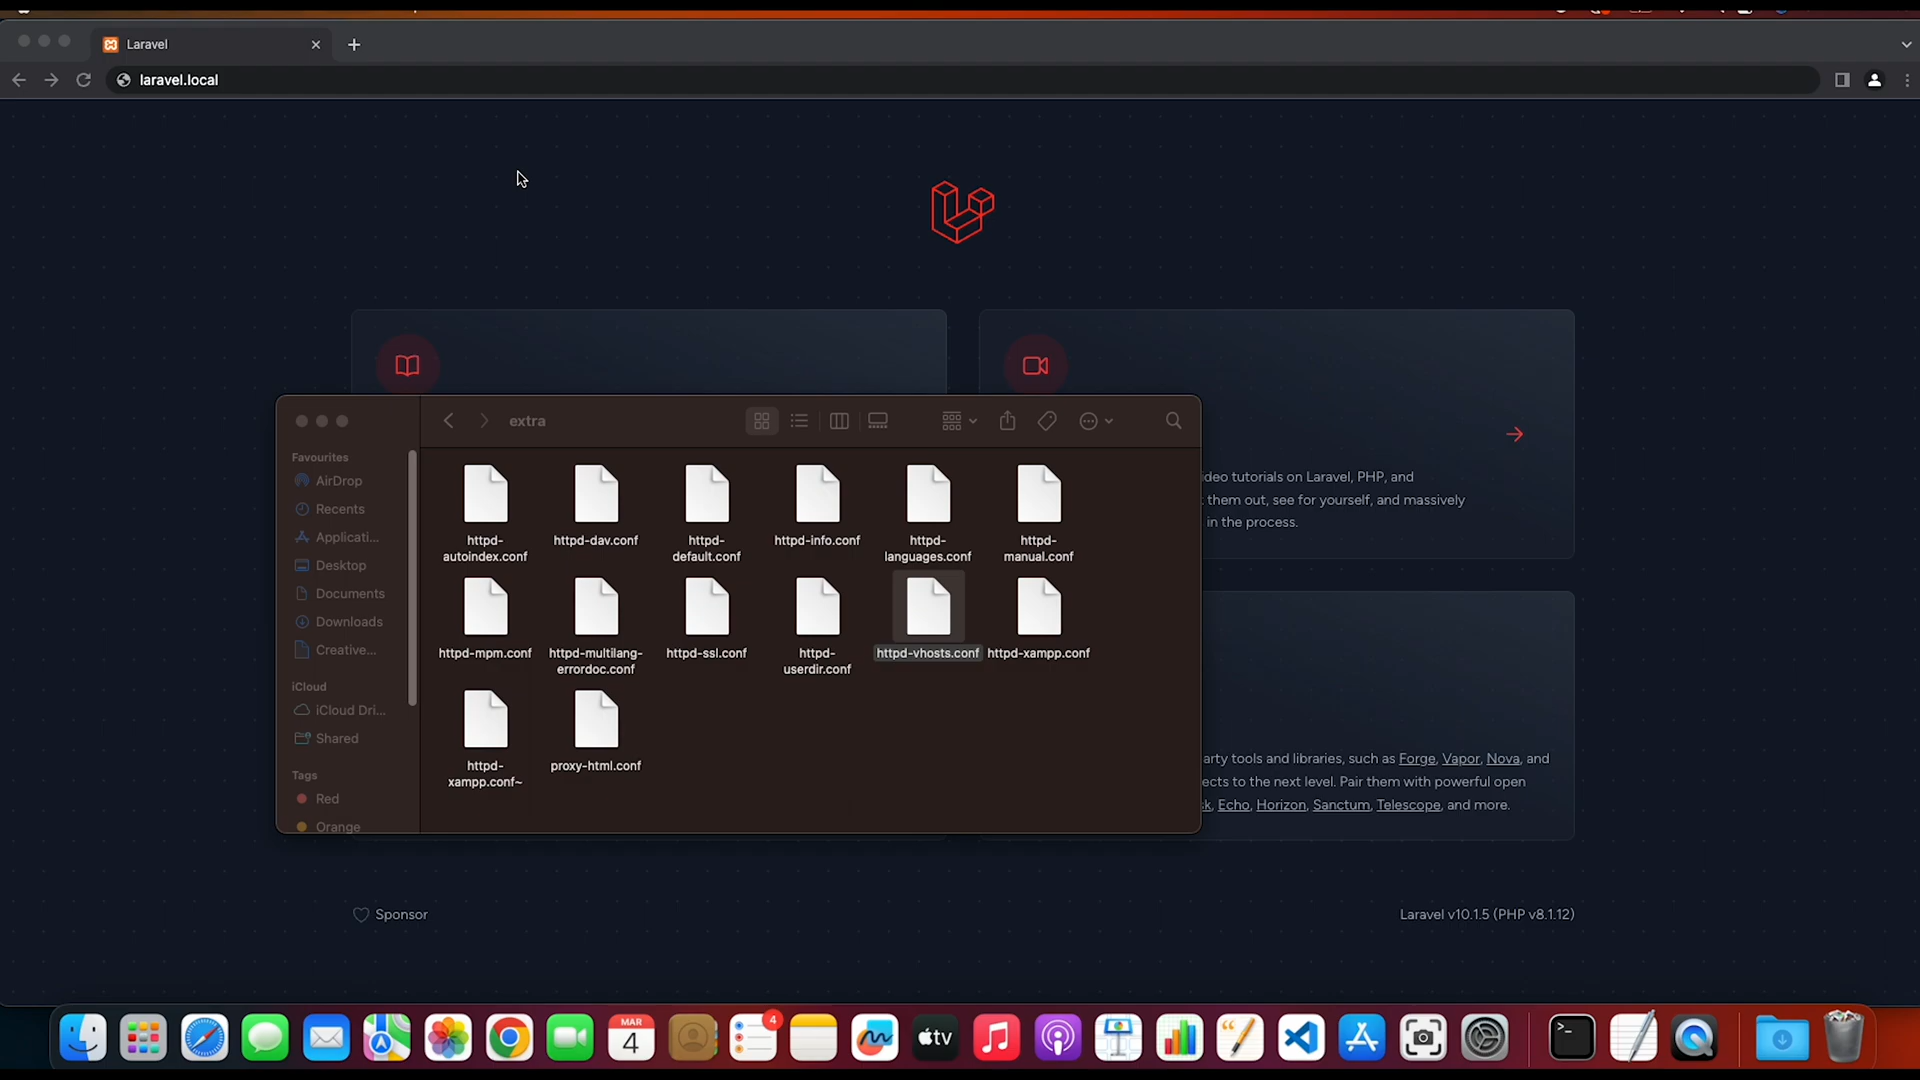 Laravel
laravel.local
extra
Favourites
AirDrop
Recents
Applicati...
Desktop
Documents
Downloads
Creative...
iCloud
iCloud Dri...
Shared
Tags
Red
Orange
httpd-
autoindex.conf
httpd-dav.conf
httpd-
default.conf
httpd-info.conf
httpd-
languages.conf
httpd-
manual.conf
httpd-mpm.conf
httpd-multilang-
errordoc.conf
httpd-ssl.conf
httpd-
userdir.conf
httpd-vhosts.conf
httpd-xampp.conf
httpd-
xampp.conf~
proxy-html.conf
ideo tutorials on Laravel, PHP, and
them out, see for yourself, and massively
in the process.
arty tools and libraries, such as Forge, Vapor, Nova, and
ects to the next level. Pair them with powerful open
k, Echo, Horizon, Sanctum, Telescope, and more.
Sponsor
Laravel v10.1.5 (PHP v8.1.12)
MAR
4
4
tv